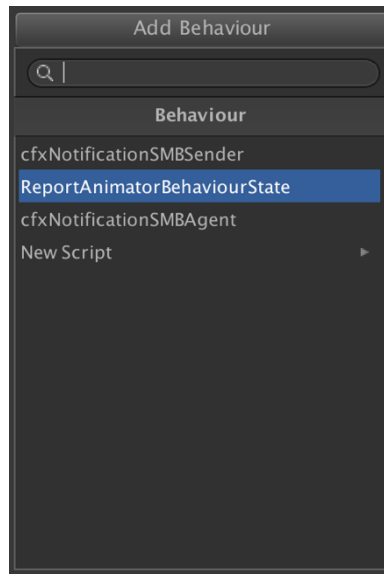 Add Behaviour
Behaviour
cfxNotificationSMBSender
ReportAnimatorBehaviourState
cfxNotificationSMBAgent
New Script